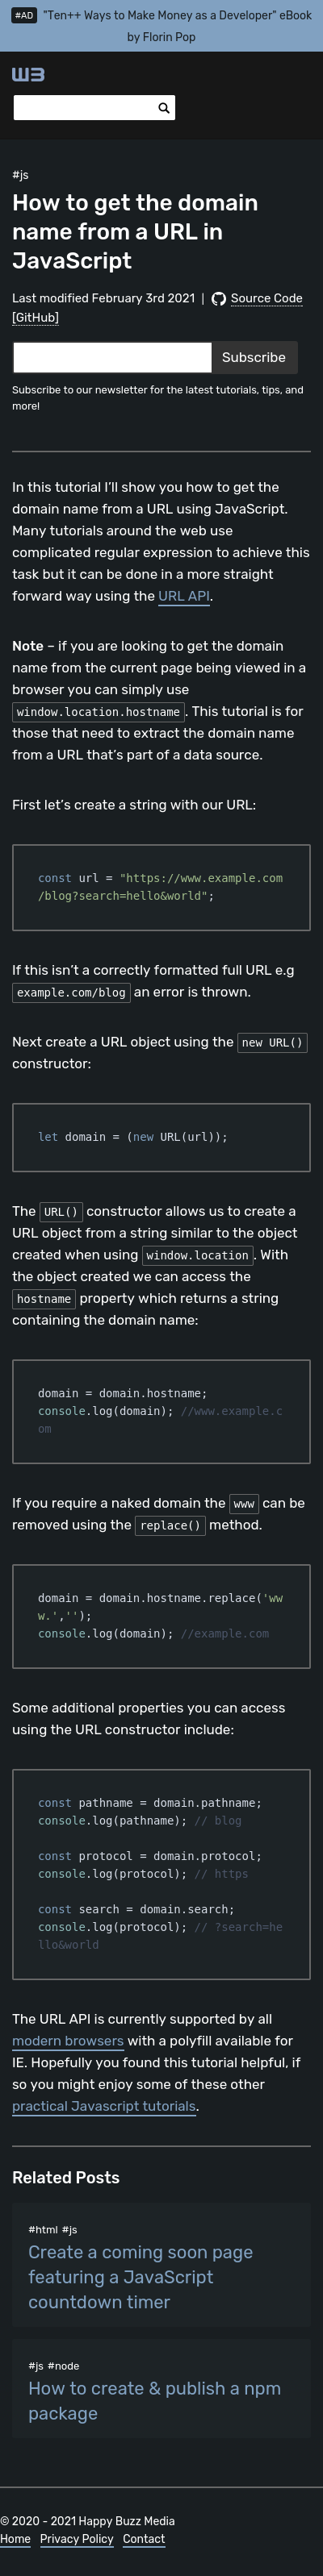 #AD "Ten++ Ways to Make Money as a Developer" eBook
by Florin Pop
W3
#js
How to get the domain
name from a URL in
JavaScript
Last modified February 3rd 2021 | Source Code
[GitHub]
Subscribe
Subscribe to our newsletter for the latest tutorials, tips, and
more!
In this tutorial I’ll show you how to get the
domain name from a URL using JavaScript.
Many tutorials around the web use
complicated regular expression to achieve this
task but it can be done in a more straight
forward way using the URL API.
Note – if you are looking to get the domain
name from the current page being viewed in a
browser you can simply use
window.location.hostname. This tutorial is for
those that need to extract the domain name
from a URL that’s part of a data source.
First let’s create a string with our URL:
const url = "https://www.example.com
/blog?search=hello&world";
If this isn’t a correctly formatted full URL e.g
example.com/blog an error is thrown.
Next create a URL object using the new URL()
constructor:
let domain = (new URL(url));
The URL() constructor allows us to create a
URL object from a string similar to the object
created when using window.location. With
the object created we can access the
hostname property which returns a string
containing the domain name:
domain = domain.hostname;
console.log(domain); //www.example.c
om
If you require a naked domain the www can be
removed using the replace() method.
domain = domain.hostname.replace('ww
w.','');
console.log(domain); //example.com
Some additional properties you can access
using the URL constructor include:
const pathname = domain.pathname;
console.log(pathname); // blog
const protocol = domain.protocol;
console.log(protocol); // https
const search = domain.search;
console.log(protocol); // ?search=he
llo&world
The URL API is currently supported by all
modern browsers with a polyfill available for
IE. Hopefully you found this tutorial helpful, if
so you might enjoy some of these other
practical Javascript tutorials.
Related Posts
#html #js
Create a coming soon page
featuring a JavaScript
countdown timer
#js #node
How to create & publish a npm
package
© 2020 - 2021 Happy Buzz Media
Home Privacy Policy Contact